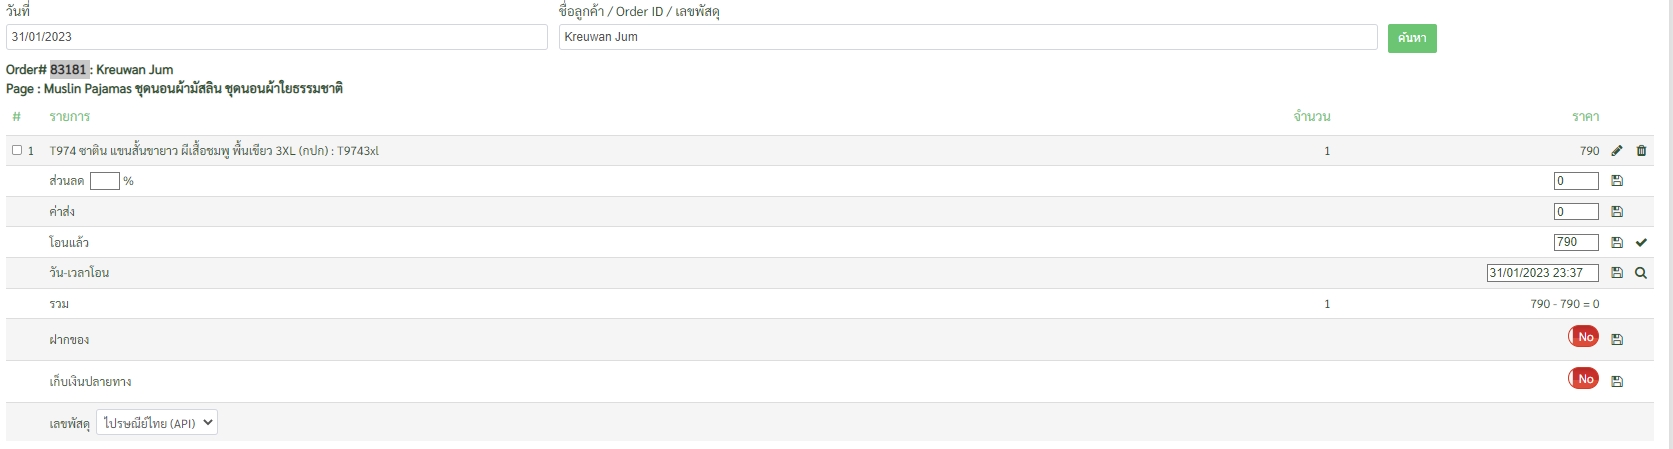 วันที่ ชื่อลูกค้า / Order ID / เลขพัสดุ
31/01/2023 Kreuwan Jum ค้นหา
Order# 83181 : Kreuwan Jum
Page : Muslin Pajamas ชุดนอนผ้ามัสลิน ชุดนอนผ้าใยธรรมชาติ
# รายการ จำนวน ราคา
1 T974 ซาติน แขนสั้นขายาว ผีเสื้อชมพู พื้นเขียว 3XL (กปก) : T9743xl 1 790
ส่วนลด % 0
ค่าส่ง 0
โอนแล้ว 790
วัน-เวลาโอน 31/01/2023 23:37
รวม 1 790 - 790 = 0
ฝากของ No
เก็บเงินปลายทาง No
เลขพัสดุ ไปรษณีย์ไทย (API)